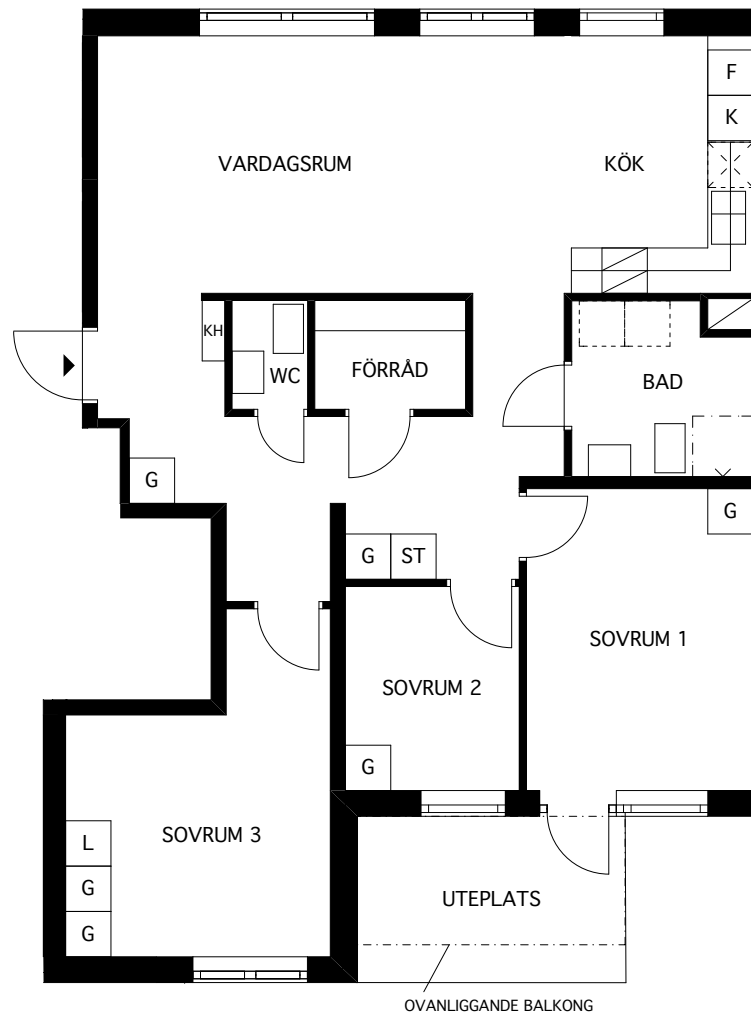 F
K
VARDAGSRUM
KÖK
KH
WC
FÖRRÅD
BAD
G
G
G
ST
SOVRUM 1
SOVRUM 2
G
SOVRUM 3
L
G
G
UTEPLATS
OVANLIGGANDE BALKONG